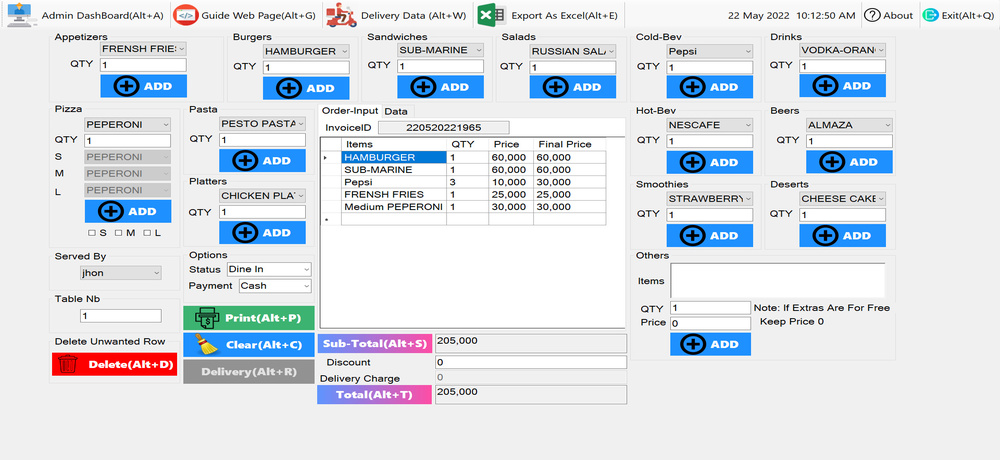 Admin DashBoard(Alt+A) Guide Web Page(Alt+G) Delivery Data (Alt+W) Export As Excel(Alt+E) 22 May 2022 10:12:50 AM About Exit(Alt+Q)
Appetizers Burgers Sandwiches Salads Cold-Bev Drinks
FRENSH FRIE HAMBURGER SUB-MARINE RUSSIAN SAL Pepsi VODKA-ORAN
QTY 1 QTY 1 QTY 1 QTY 1 QTY 1 QTY 1
ADD ADD ADD ADD ADD ADD
Pizza
PEPERONI
QTY 1
S PEPERONI
M PEPERONI
L PEPERONI
ADD
S M L
Pasta
PESTO PASTA
QTY 1
ADD
Platters
CHICKEN PLA
QTY 1
ADD
Order-Input Data
InvoiceID 220520221965
Items QTY Price Final Price
HAMBURGER 1 60,000 60,000
SUB-MARINE 1 60,000 60,000
Pepsi 3 10,000 30,000
FRENSH FRIES 1 25,000 25,000
Medium PEPERONI 1 30,000 30,000
Hot-Bev Beers
NESCAFE ALMAZA
QTY 1 QTY 1
ADD ADD
Smoothies Deserts
STRAWBERRY CHEESE CAKE
QTY 1 QTY 1
ADD ADD
Served By
jhon
Table Nb
1
Delete Unwanted Row
Delete(Alt+D)
Options
Status Dine In
Payment Cash
Print(Alt+P)
Clear(Alt+C)
Delivery(Alt+R)
Sub-Total(Alt+S) 205,000
Discount 0
Delivery Charge 0
Total(Alt+T) 205,000
Others
Items
QTY 1 Note: If Extras Are For Free
Price 0 Keep Price 0
ADD